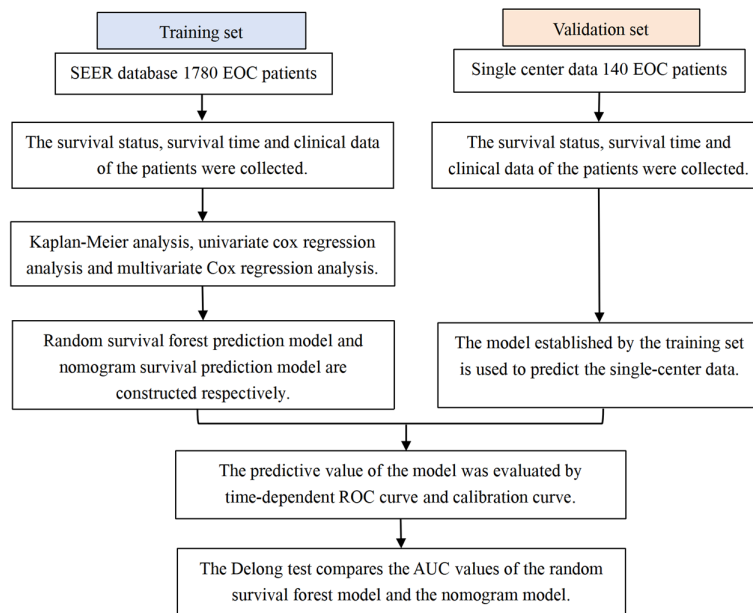 Training set
SEER database 1780 EOC patients
The survival status, survival time and clinical data
of the patients were collected.
Kaplan-Meier analysis, univariate cox regression
analysis and multivariate Cox regression analysis.
Random survival forest prediction model and
nomogram survival prediction model are
constructed respectively.
Validation set
Single center data 140 EOC patients
The survival status, survival time and
clinical data of the patients were collected.
The model established by the training set
is used to predict the single-center data.
The predictive value of the model was evaluated by
time-dependent ROC curve and calibration curve.
The Delong test compares the AUC values of the random
survival forest model and the nomogram model.